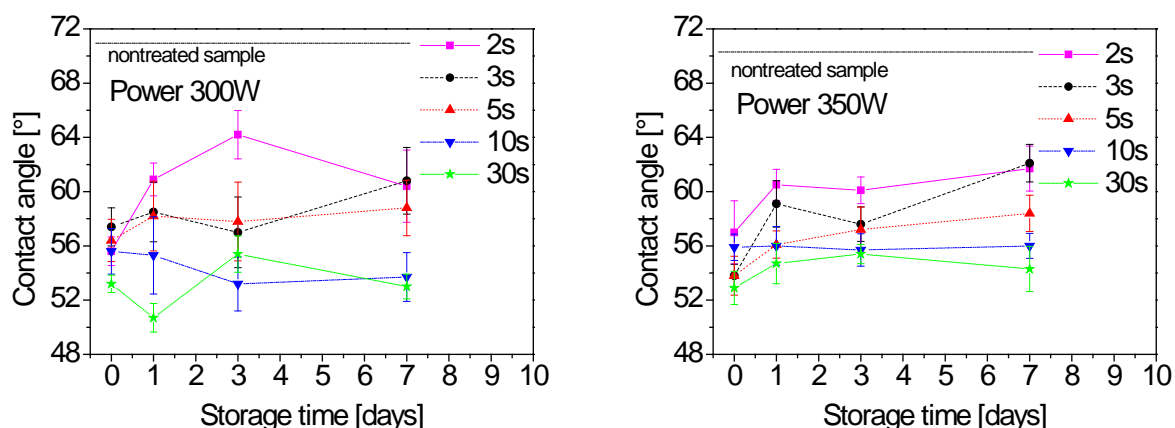 72
68
64
60
56
52
48
Contact angle [°]
nontreated sample
Power 300W
2s
3s
5s
10s
30s
0 1 2 3 4 5 6 7 8 9 10
Storage time [days]
72
68
64
60
56
52
48
Contact angle [°]
nontreated sample
Power 350W
2s
3s
5s
10s
30s
0 1 2 3 4 5 6 7 8 9 10
Storage time [days]